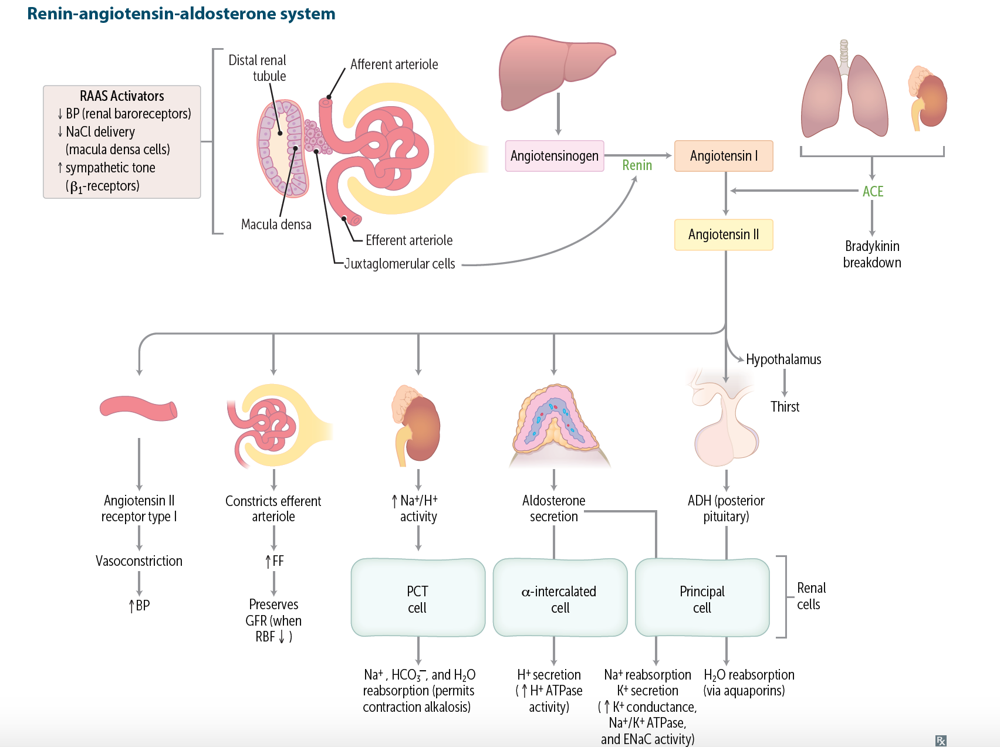 Renin-angiotensin-aldosterone system
Distal renal
tubule
Afferent arteriole
RAAS Activators
↓ BP (renal baroreceptors)
↓ NaCl delivery
(macula densa cells)
↑ sympathetic tone
(β₁-receptors)
Macula densa
Efferent arteriole
Juxtaglomerular cells
Angiotensinogen
Renin
Angiotensin I
ACE
Angiotensin II
Bradykinin
breakdown
Hypothalamus
Thirst
Angiotensin II
receptor type I
Vasoconstriction
↑BP
Constricts efferent
arteriole
↑FF
Preserves
GFR (when
RBF ↓ )
↑ Na⁺/H⁺
activity
PCT
cell
Na⁺ , HCO₃⁻, and H₂O
reabsorption (permits
contraction alkalosis)
Aldosterone
secretion
α-intercalated
cell
H⁺ secretion
( ↑ H⁺ ATPase
activity)
ADH (posterior
pituitary)
Principal
cell
Renal
cells
Na⁺ reabsorption
K⁺ secretion
( ↑ K⁺ conductance,
Na⁺/K⁺ ATPase,
and ENaC activity)
H₂O reabsorption
(via aquaporins)
Rx